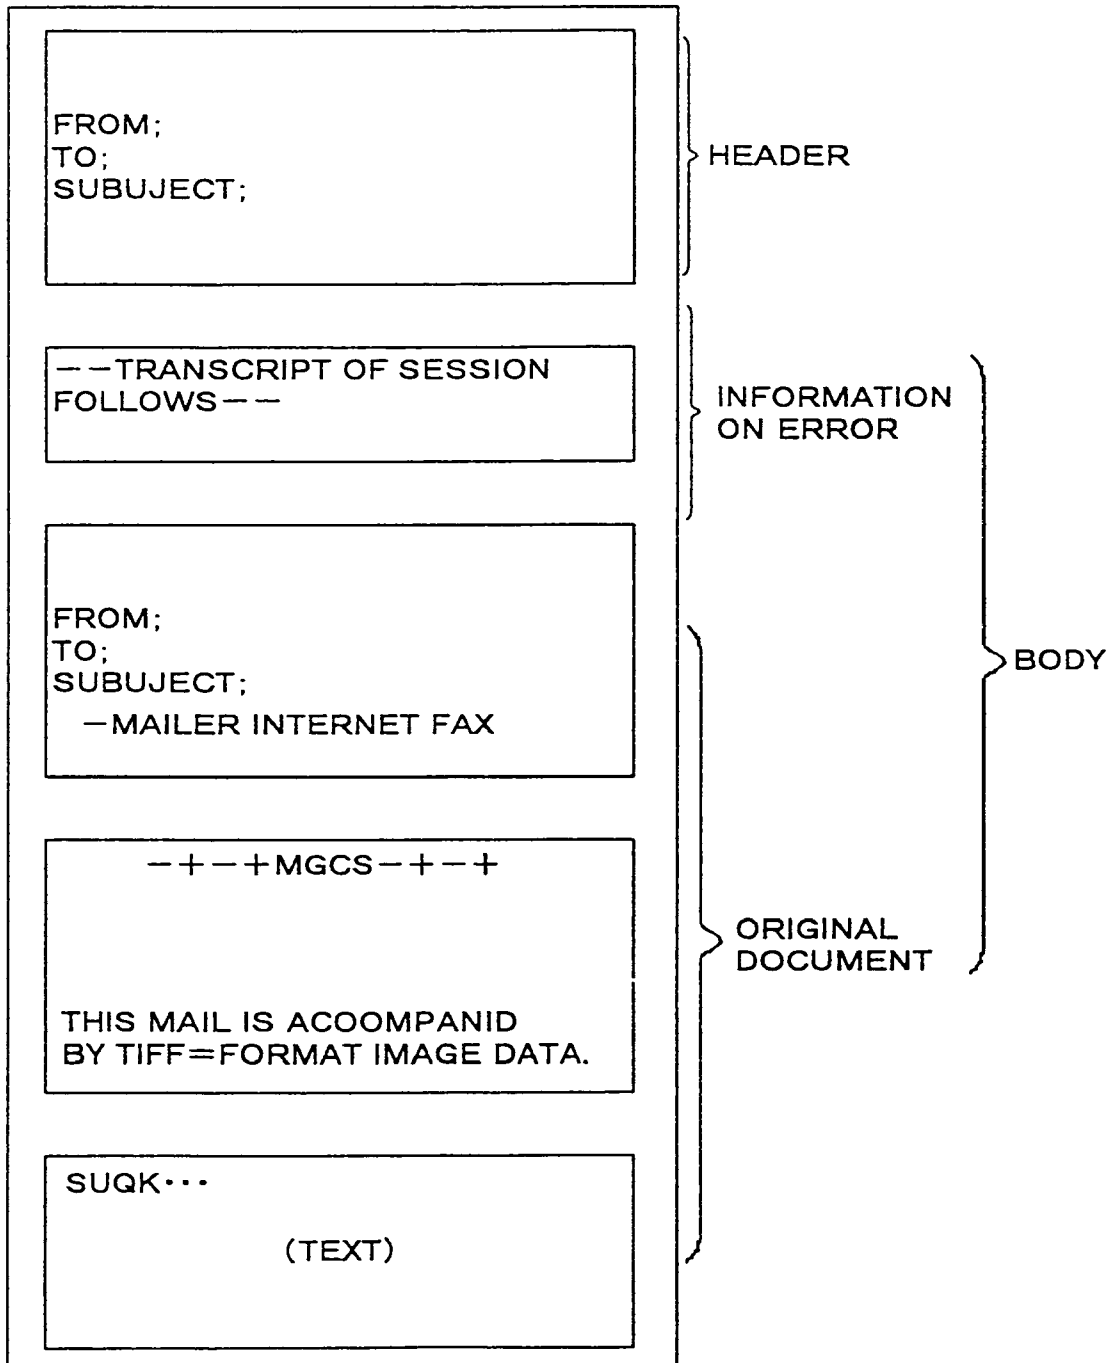 FROM;
TO;
SUBUJECT;
HEADER
−−TRANSCRIPT OF SESSION
FOLLOWS−−
INFORMATION
ON ERROR
FROM;
TO;
SUBUJECT;
−MAILER INTERNET FAX
BODY
−+−+MGCS−+−+
THIS MAIL IS ACOOMPANID
BY TIFF=FORMAT IMAGE DATA.
ORIGINAL
DOCUMENT
SUQK···
(TEXT)